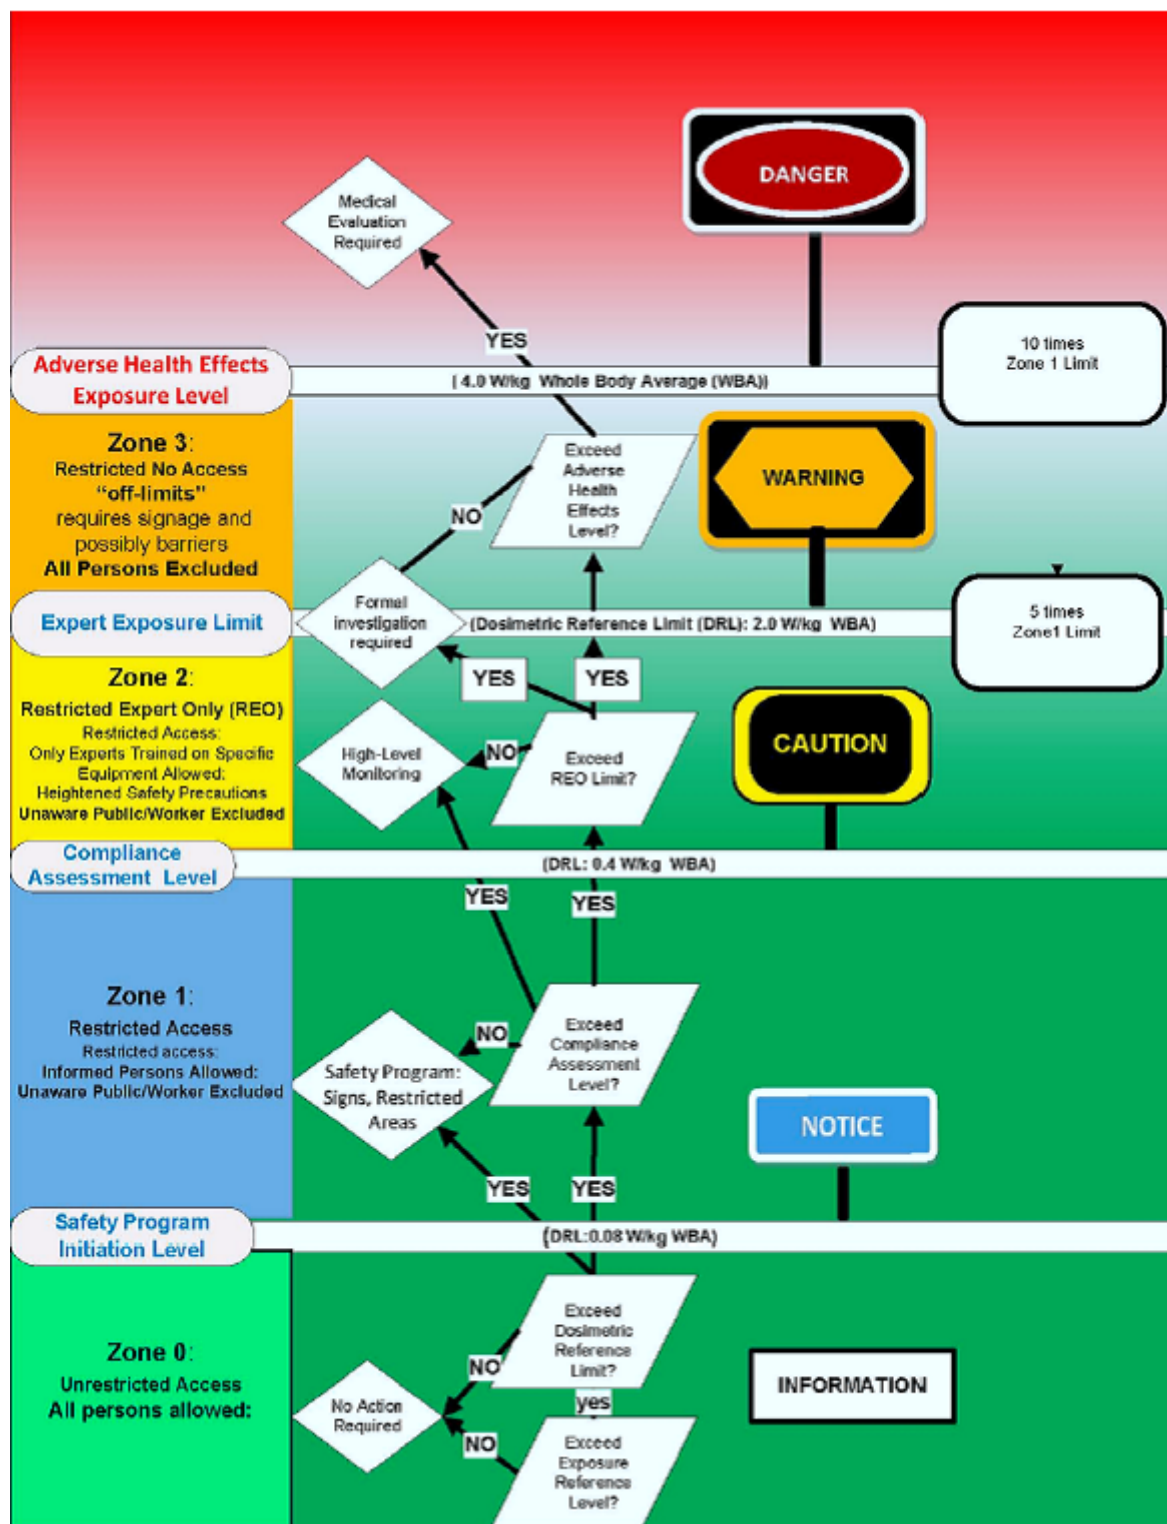 DANGER
Medical
Evaluation
Required
YES
10 times
Zone 1 Limit
Adverse Health Effects
Exposure Level
( 4.0 W/kg Whole Body Average (WBA))
Zone 3:
Restricted No Access
“off-limits”
requires signage and
possibly barriers
All Persons Excluded
Exceed
Adverse
Health
Effects
Level?
WARNING
NO
Expert Exposure Limit
Formal
investigation
required
(Dosimetric Reference Limit (DRL): 2.0 W/kg WBA)
5 times
Zone1 Limit
YES
YES
Zone 2:
Restricted Expert Only (REO)
Restricted Access:
Only Experts Trained on Specific
Equipment Allowed:
Heightened Safety Precautions
Unaware Public/Worker Excluded
High-Level
Monitoring
NO
Exceed
REO Limit?
CAUTION
Compliance
Assessment Level
(DRL: 0.4 W/kg WBA)
YES
YES
Zone 1:
Restricted Access
Restricted access:
Informed Persons Allowed:
Unaware Public/Worker Excluded
NO
Exceed
Compliance
Assessment
Level?
Safety Program:
Signs, Restricted
Areas
NOTICE
YES
YES
Safety Program
Initiation Level
(DRL:0.08 W/kg WBA)
Zone 0:
Unrestricted Access
All persons allowed:
Exceed
Dosimetric
Reference
Limit?
NO
yes
No Action
Required
NO
Exceed
Exposure
Reference
Level?
INFORMATION